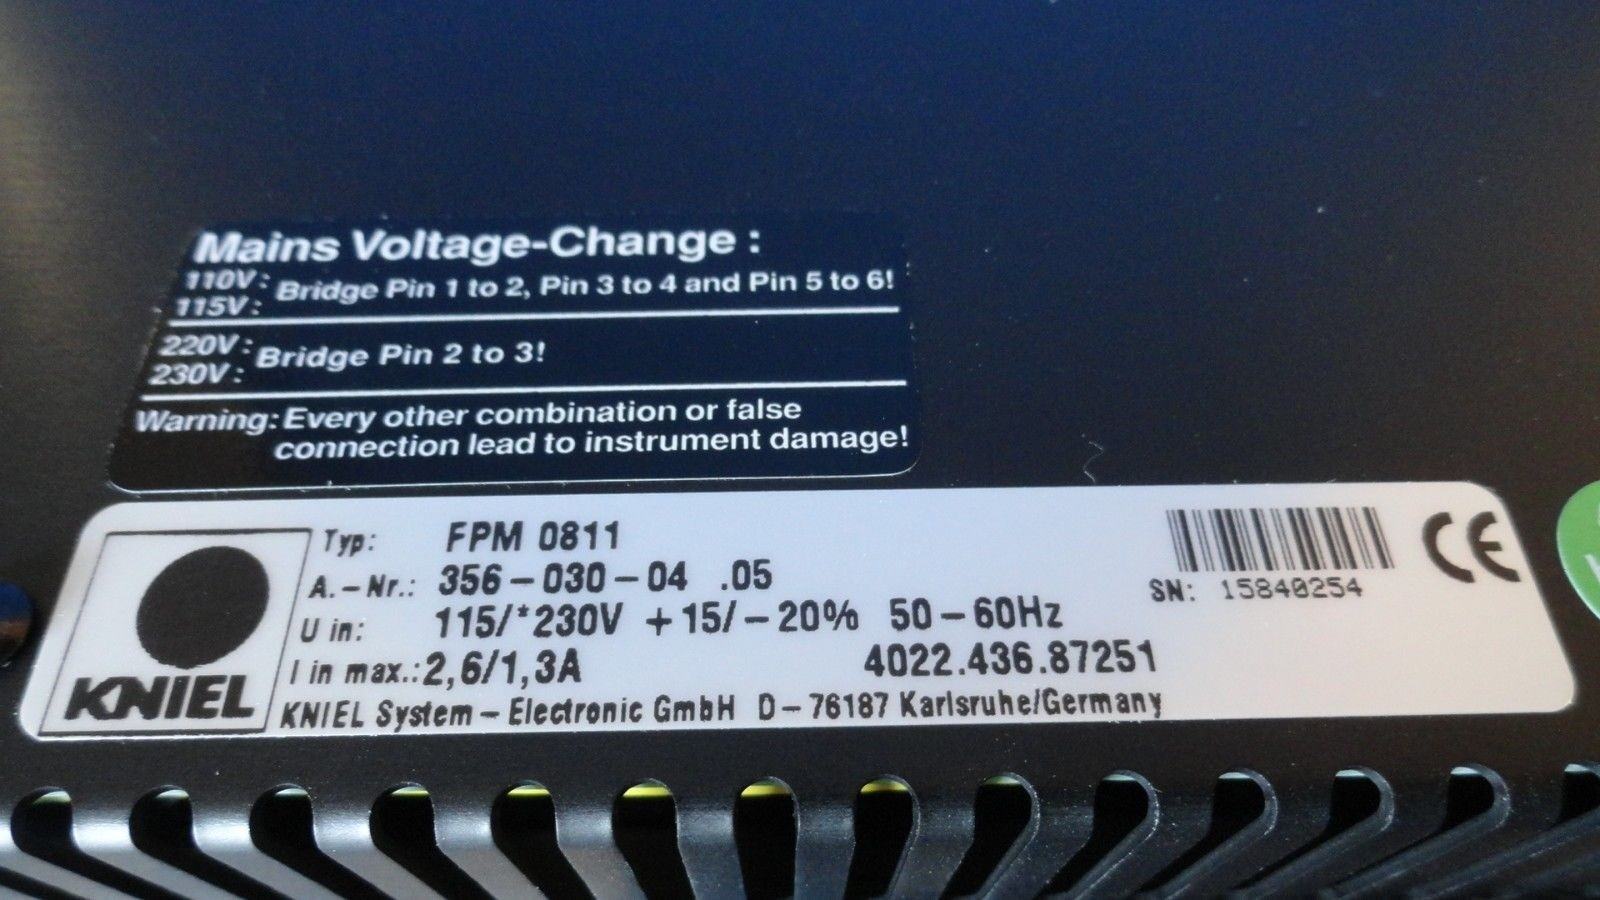 Mains Voltage-Change :
110V: Bridge Pin 1 to 2, Pin 3 to 4 and Pin 5 to 6!
115V:
220V: Bridge Pin 2 to 3!
230V:
Warning: Every other combination or false
connection lead to instrument damage!
KNIEL
Typ: FPM 0811
A.-Nr.: 356-030-04 .05
U in: 115/*230V +15/-20% 50-60Hz
I in max.: 2,6/1,3A 4022.436.87251
KNIEL System-Electronic GmbH D-76187 Karlsruhe/Germany
SN: 15840254
CE